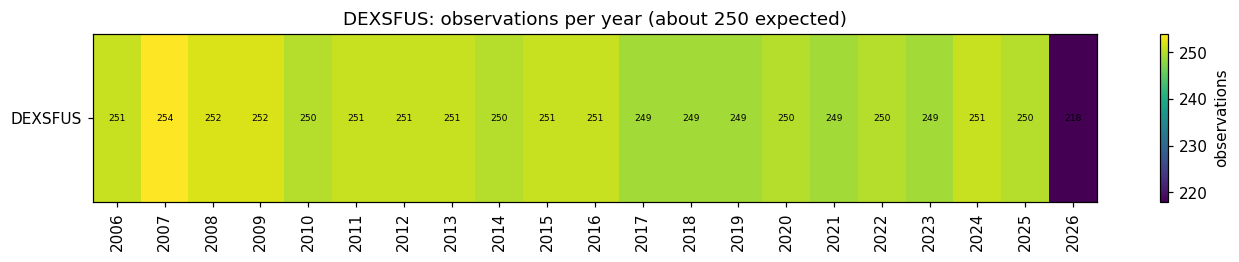 DEXSFUS: observations per year (about 250 expected)
DEXSFUS
251 254 252 252 250 251 251 251 250 251 251 249 249 249 250 249 250 249 251 250 218
2006 2007 2008 2009 2010 2011 2012 2013 2014 2015 2016 2017 2018 2019 2020 2021 2022 2023 2024 2025 2026
250
240
230
220
observations